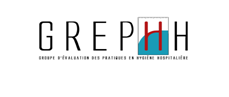 GREPHH
GROUPE D'ÉVALUATION DES PRATIQUES EN HYGIÈNE HOSPITALIÈRE